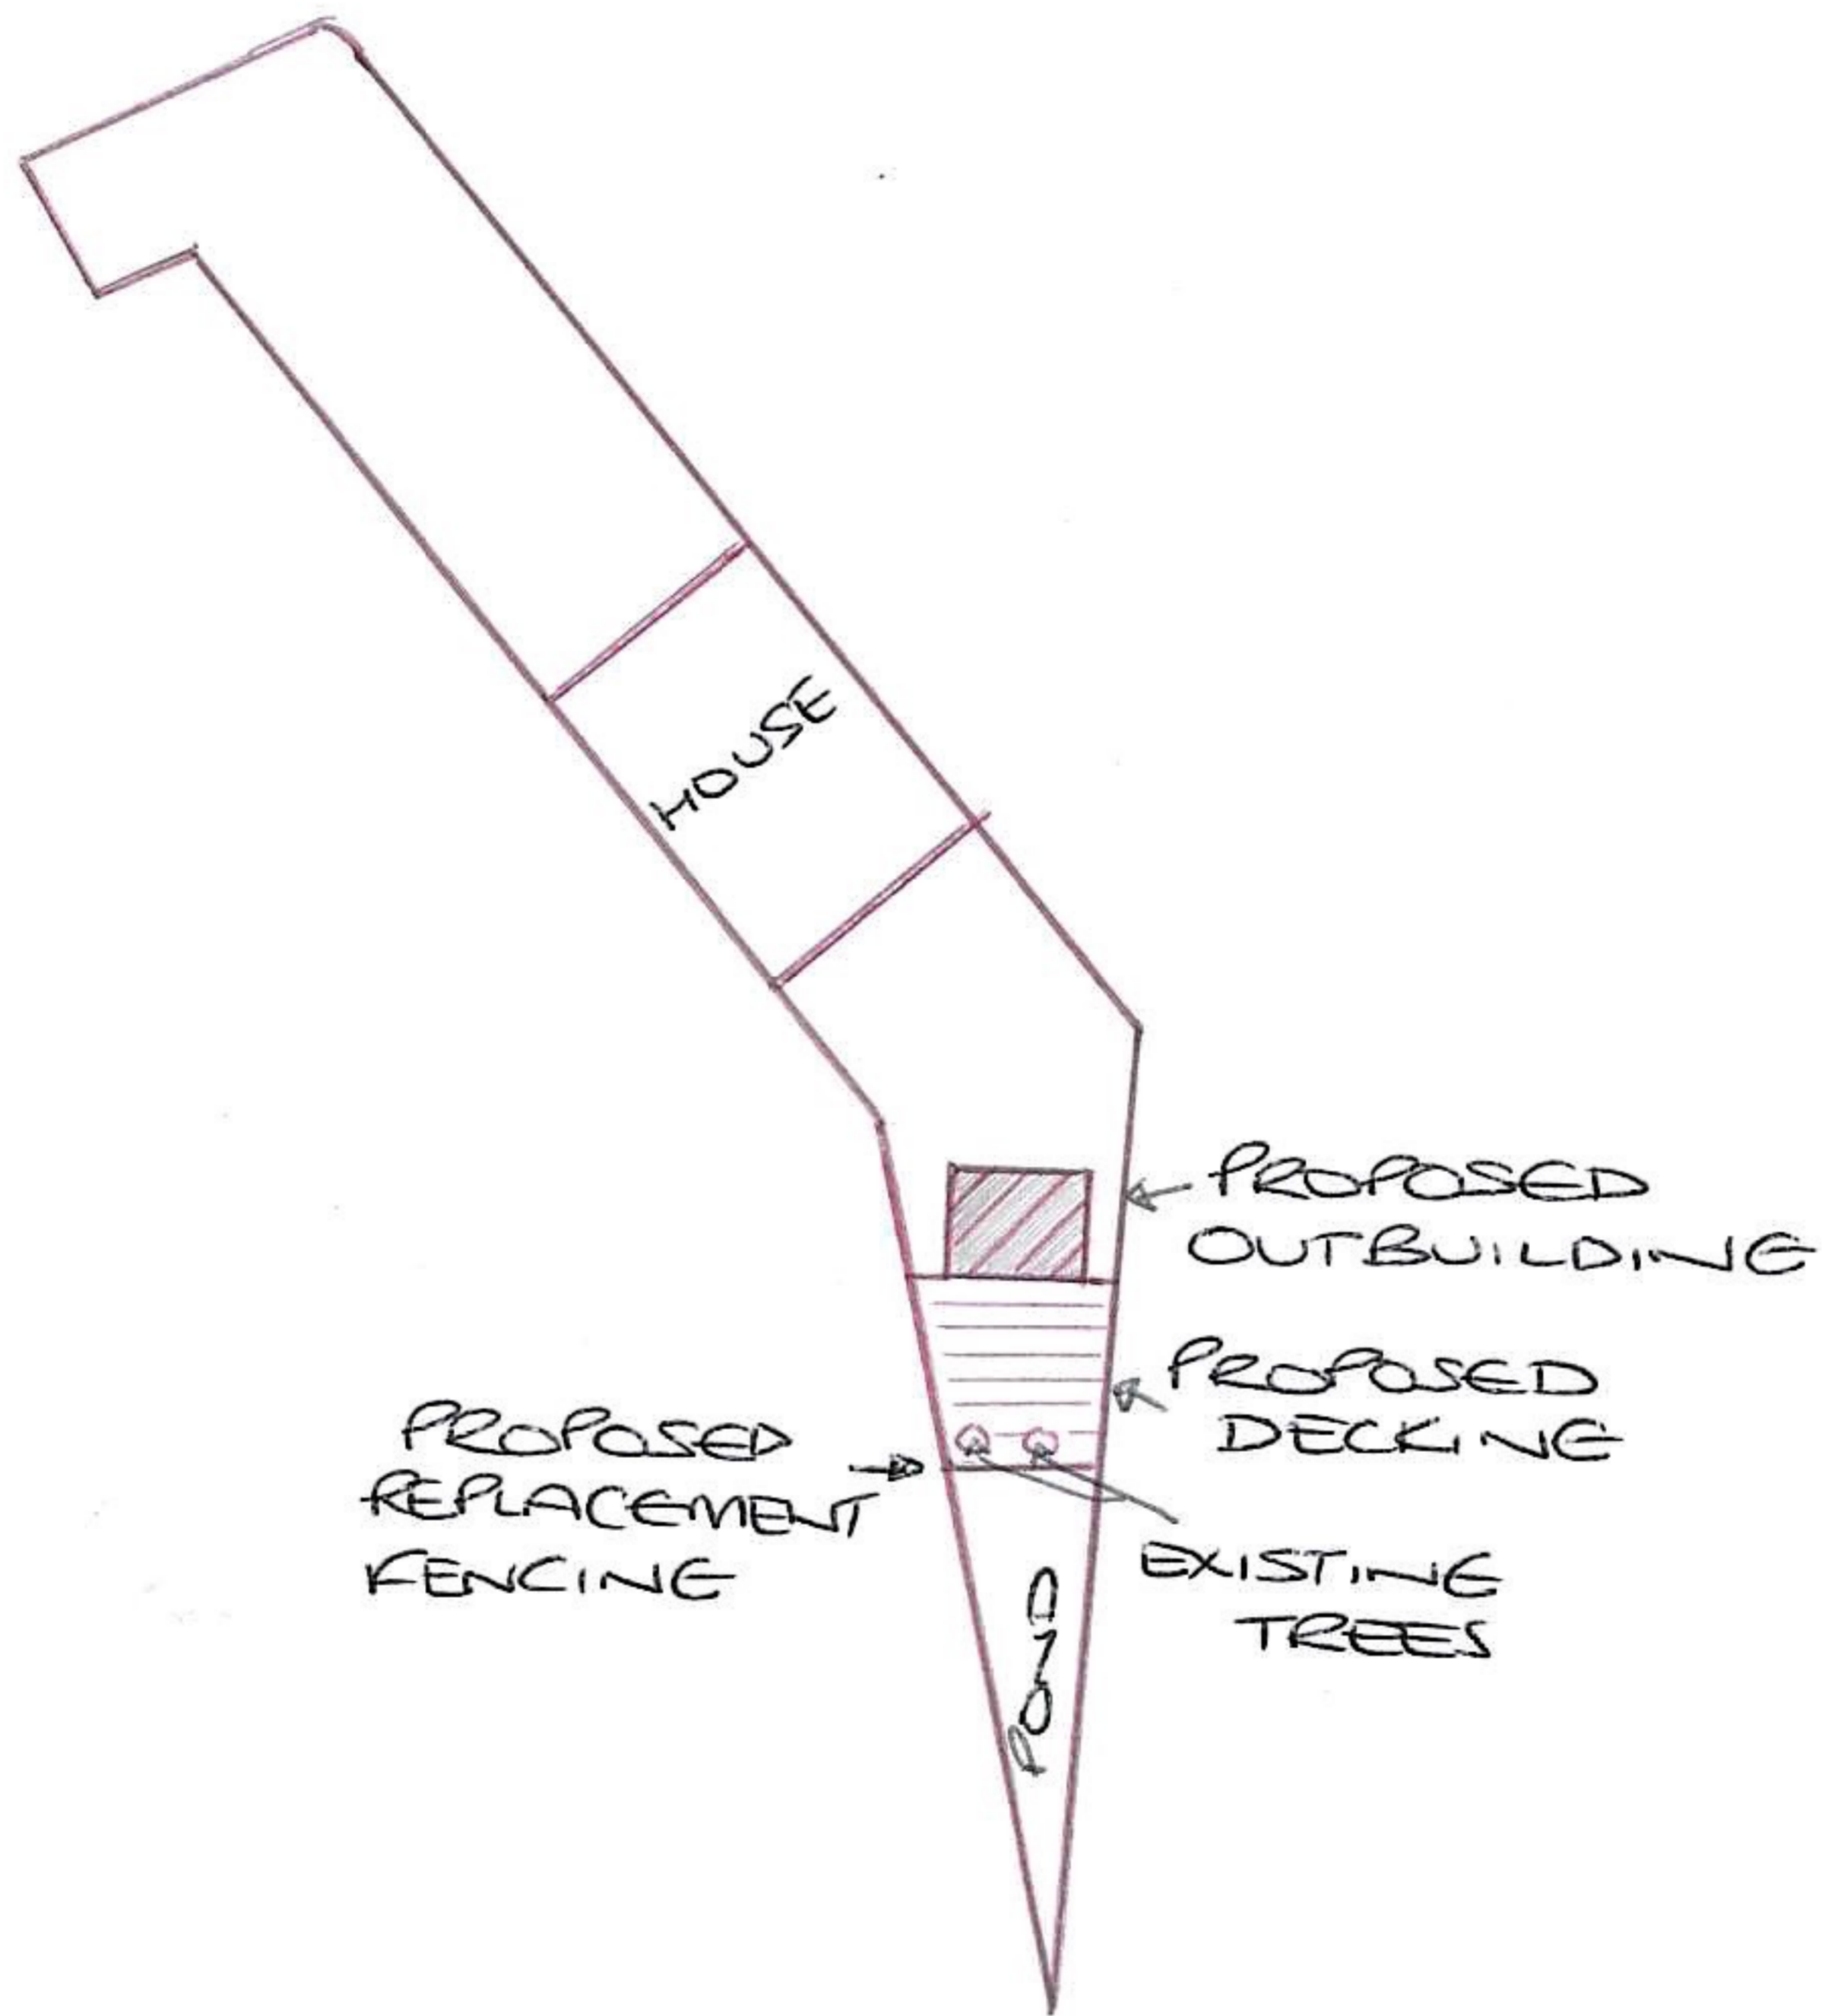 HOUSE
PROPOSED
OUTBUILDING
PROPOSED
DECKING
PROPOSED
REPLACEMENT
FENCING
EXISTING
TREES
POND